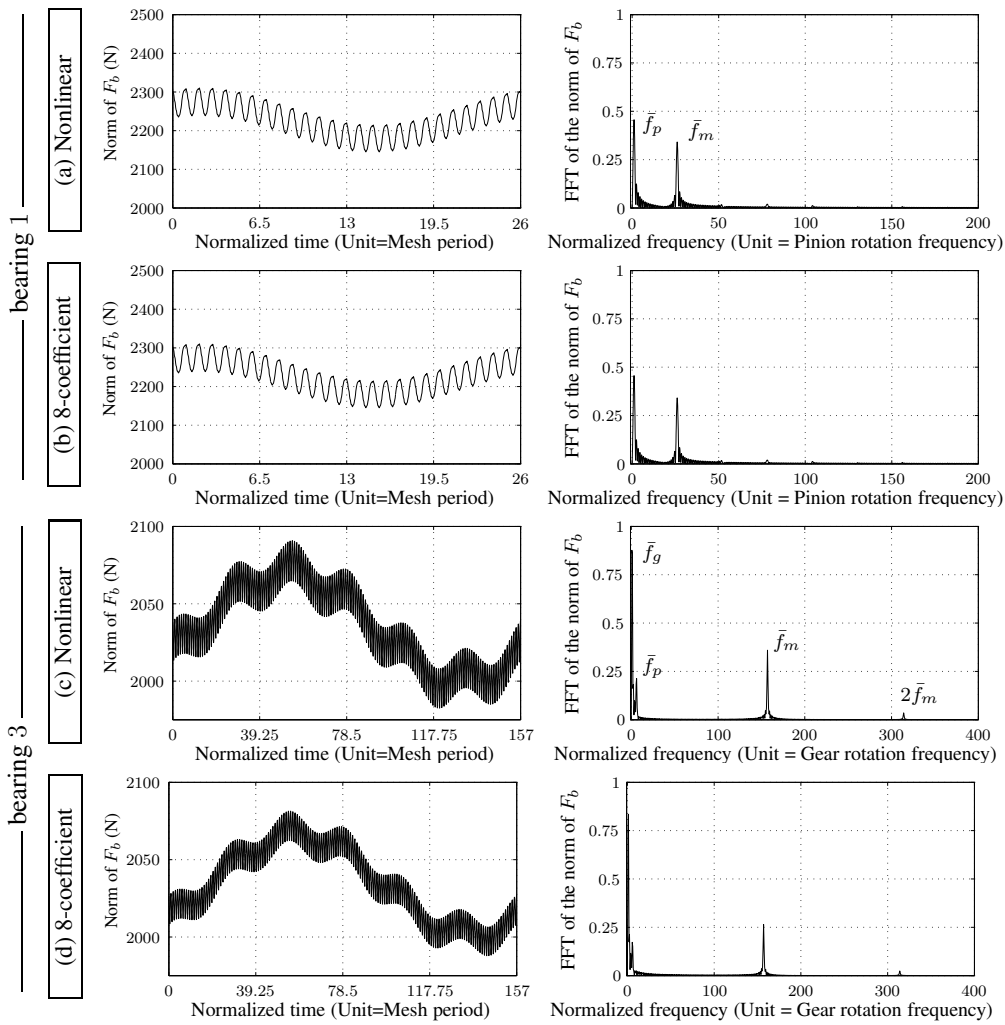 bearing 1
(a) Nonlinear
Norm of F_b (N)
2500
2400
2300
2200
2100
2000
0 6.5 13 19.5 26
Normalized time (Unit=Mesh period)
FFT of the norm of F_b
1
0.75
0.5
0.25
0
f̄_p
f̄_m
0 50 100 150 200
Normalized frequency (Unit = Pinion rotation frequency)
(b) 8-coefficient
Norm of F_b (N)
2500
2400
2300
2200
2100
2000
0 6.5 13 19.5 26
Normalized time (Unit=Mesh period)
FFT of the norm of F_b
1
0.75
0.5
0.25
0
0 50 100 150 200
Normalized frequency (Unit = Pinion rotation frequency)
bearing 3
(c) Nonlinear
Norm of F_b (N)
2100
2050
2000
0 39.25 78.5 117.75 157
Normalized time (Unit=Mesh period)
FFT of the norm of F_b
1
0.75
0.5
0.25
0
f̄_g
f̄_p
f̄_m
2f̄_m
0 100 200 300 400
Normalized frequency (Unit = Gear rotation frequency)
(d) 8-coefficient
Norm of F_b (N)
2100
2050
2000
0 39.25 78.5 117.75 157
Normalized time (Unit=Mesh period)
FFT of the norm of F_b
1
0.75
0.5
0.25
0
0 100 200 300 400
Normalized frequency (Unit = Gear rotation frequency)